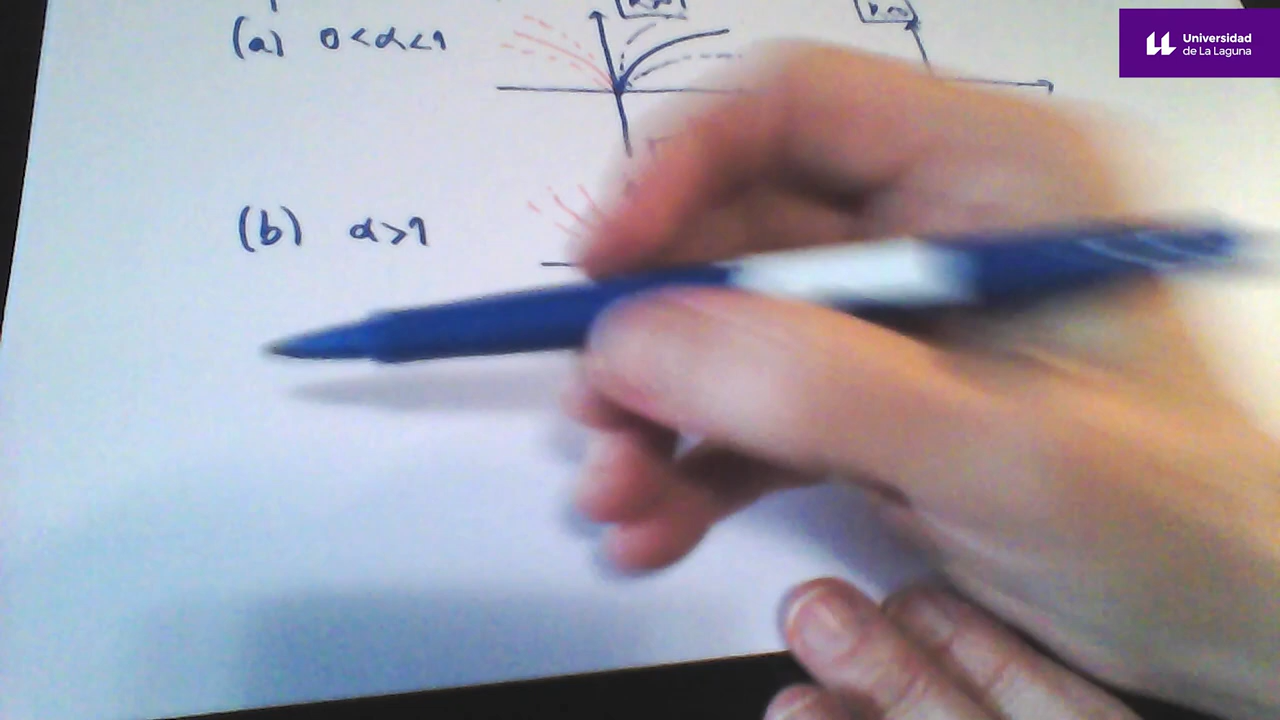 (a) 0<α<1
(b) α>1
Universidad
de La Laguna